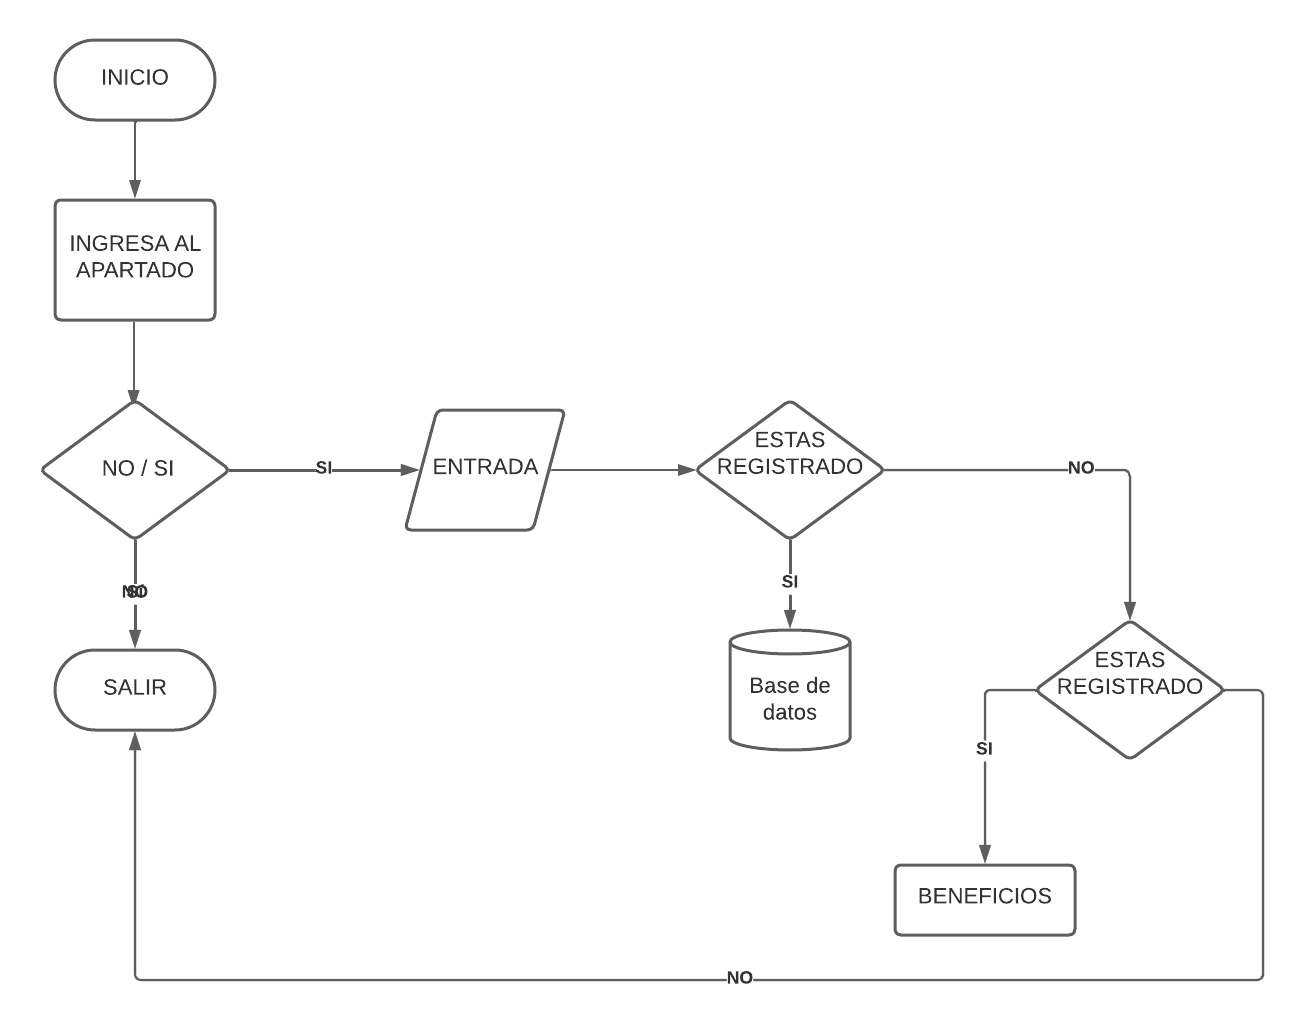 INICIO
INGRESA AL
APARTADO
NO / SI
SI
ENTRADA
ESTAS
REGISTRADO
NO
SI
SALIR
Base de
datos
ESTAS
REGISTRADO
SI
BENEFICIOS
NO